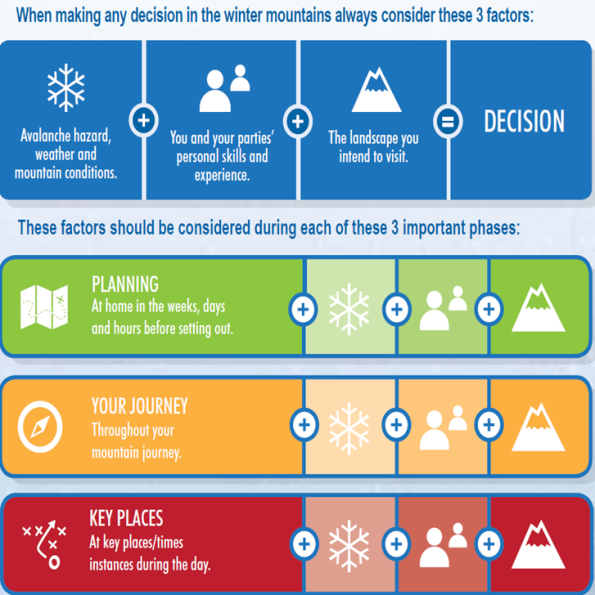 When making any decision in the winter mountains always consider these 3 factors:
Avalanche hazard,
weather and
mountain conditions.
+
You and your parties'
personal skills and
experience.
+
The landscape you
intend to visit.
=
DECISION
These factors should be considered during each of these 3 important phases:
PLANNING
At home in the weeks, days
and hours before setting out.
+
+
+
YOUR JOURNEY
Throughout your
mountain journey.
+
+
+
KEY PLACES
At key places/times
instances during the day.
+
+
+